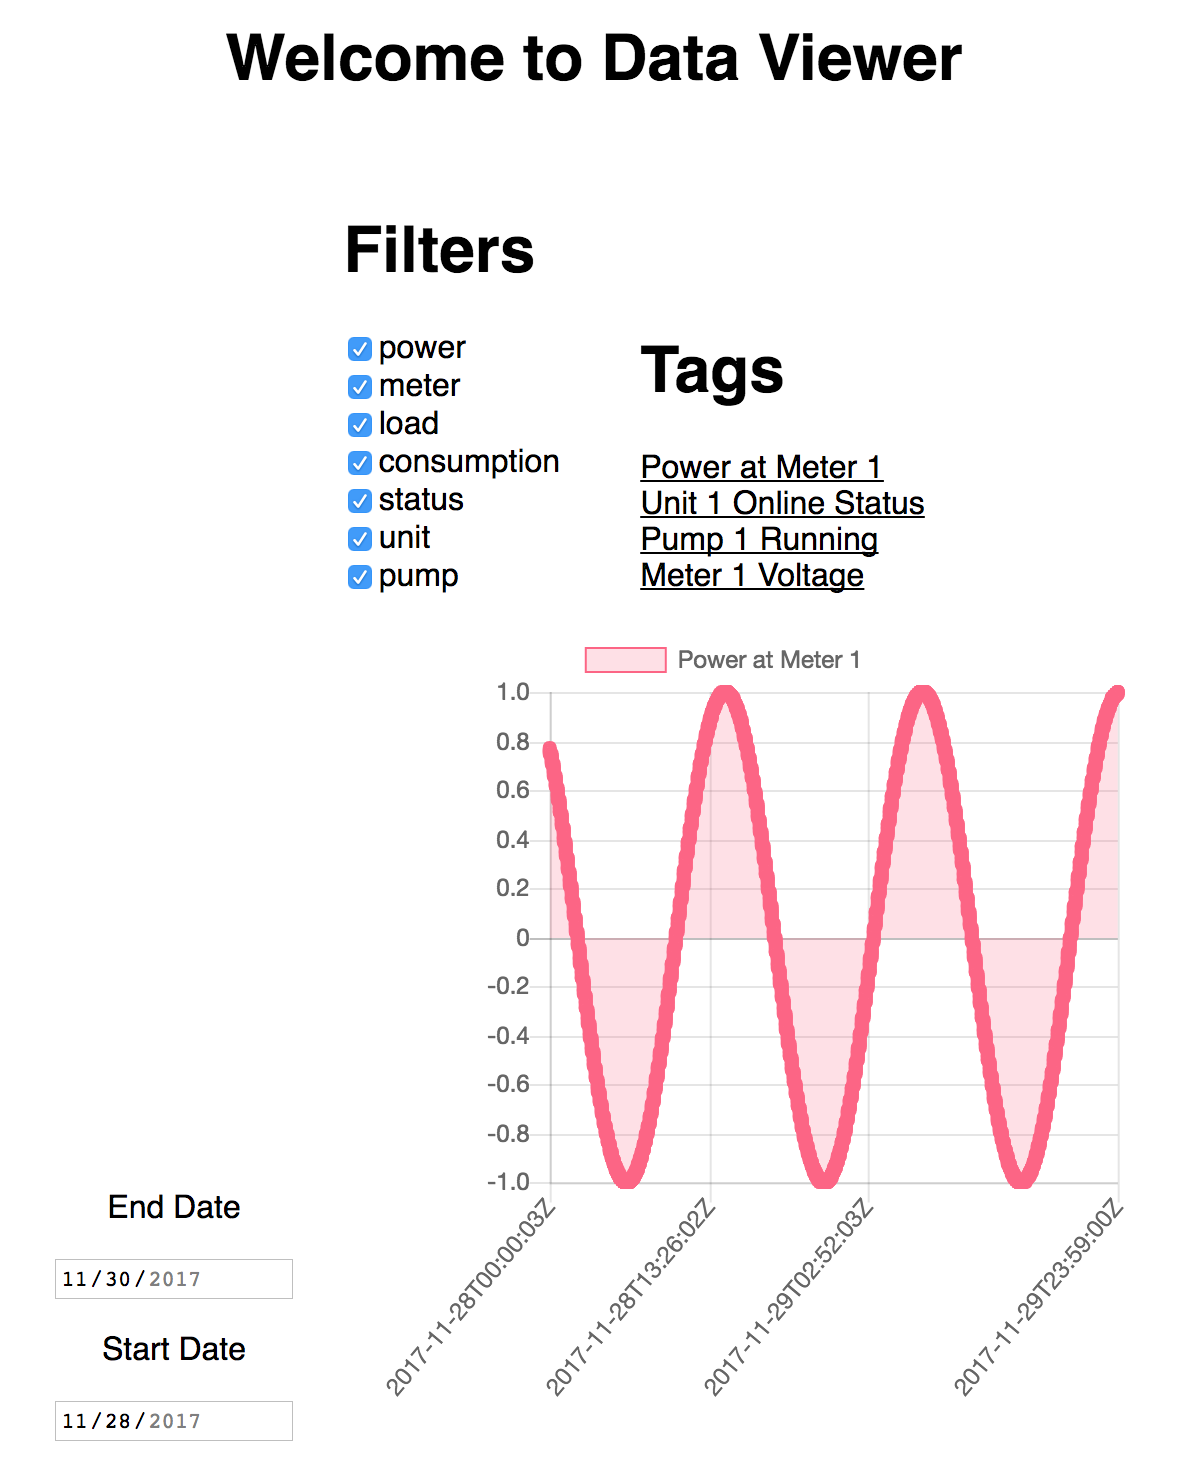 Welcome to Data Viewer
Filters
power
meter
load
consumption
status
unit
pump
Tags
Power at Meter 1
Unit 1 Online Status
Pump 1 Running
Meter 1 Voltage
Power at Meter 1
1.0
0.8
0.6
0.4
0.2
0
-0.2
-0.4
-0.6
-0.8
-1.0
2017-11-28T00:00:03Z
2017-11-28T13:26:02Z
2017-11-29T02:52:03Z
2017-11-29T23:59:00Z
End Date
11/30/2017
Start Date
11/28/2017